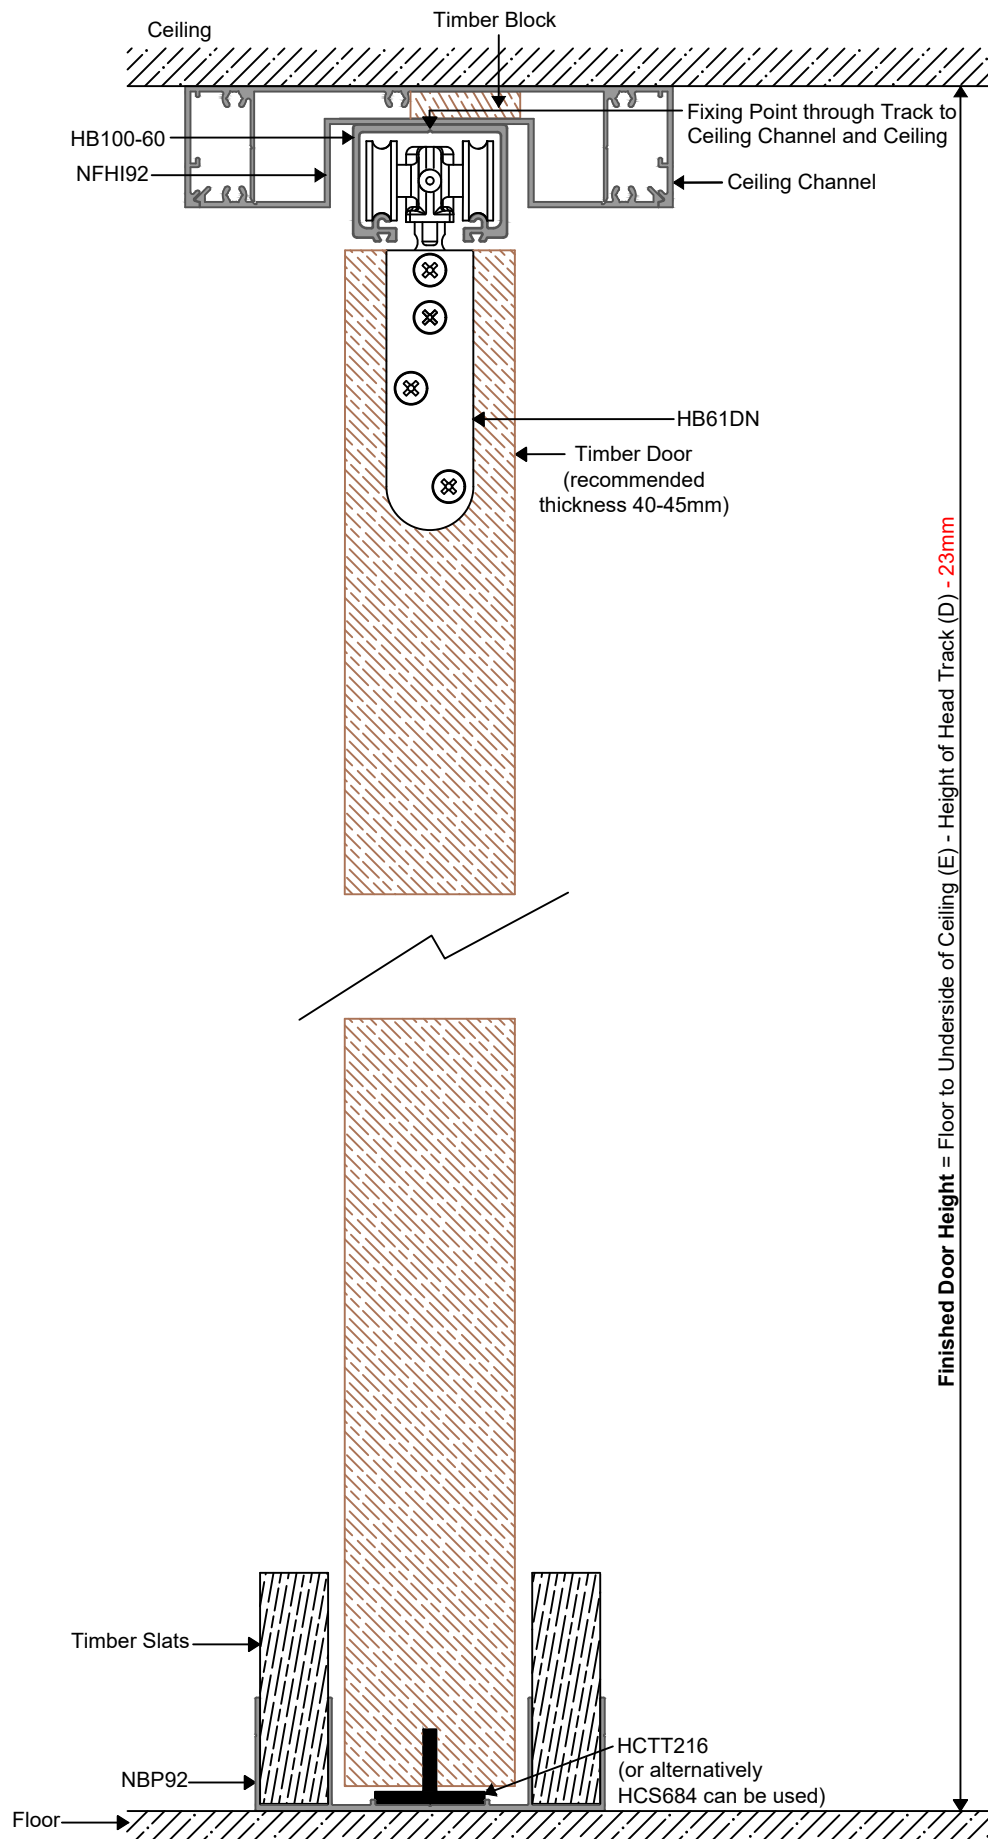 Ceiling
Timber Block
HB100-60
Fixing Point through Track to
Ceiling Channel and Ceiling
NFHI92
Ceiling Channel
HB61DN
Timber Door
(recommended
thickness 40-45mm)
Finished Door Height = Floor to Underside of Ceiling (E) - Height of Head Track (D) - 23mm
Timber Slats
HCTT216
(or alternatively
HCS684 can be used)
NBP92
Floor